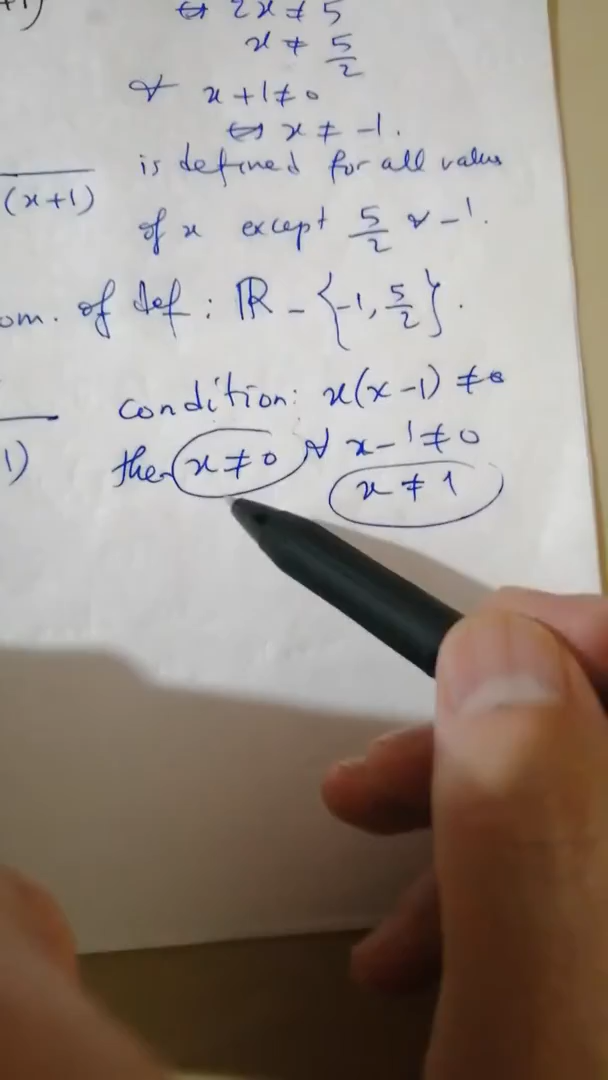 +1) ⇔ 2x ≠ 5
x ≠ 5/2
& x + 1 ≠ 0
⇔ x ≠ -1.
(x+1) is defined for all values
of x except 5/2 & -1.
om. of def : ℝ - {-1, 5/2}.
condition: x(x-1) ≠ 0
1) then x ≠ 0 & x - 1 ≠ 0
x ≠ 1